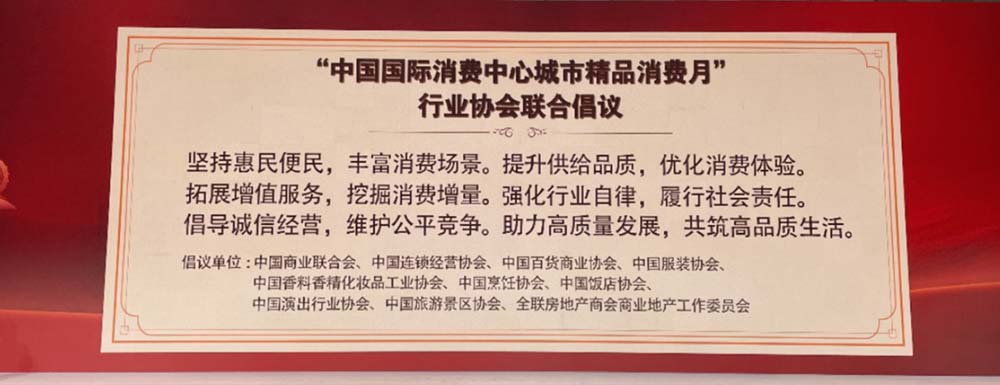 “中国国际消费中心城市精品消费月”
行业协会联合倡议
坚持惠民便民，丰富消费场景。提升供给品质，优化消费体验。
拓展增值服务，挖掘消费增量。强化行业自律，履行社会责任。
倡导诚信经营，维护公平竞争。助力高质量发展，共筑高品质生活。
倡议单位：中国商业联合会、中国连锁经营协会、中国百货商业协会、中国服装协会、
中国香料香精化妆品工业协会、中国烹饪协会、中国饭店协会、
中国演出行业协会、中国旅游景区协会、全联房地产商会商业地产工作委员会